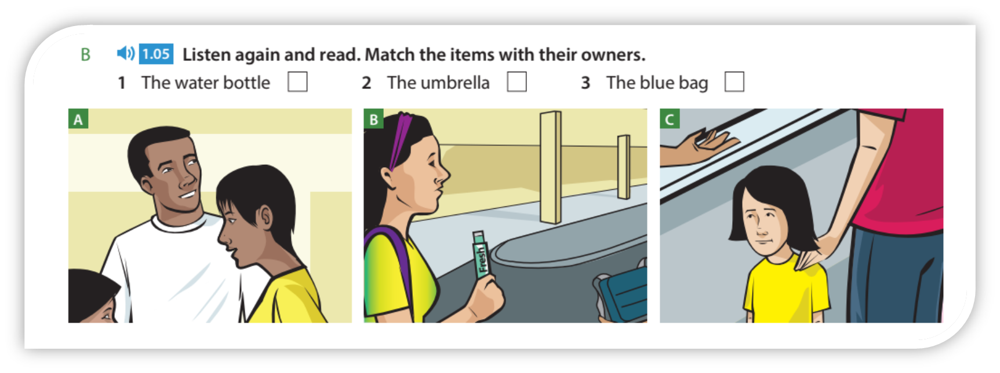 B 1.05 Listen again and read. Match the items with their owners.
1 The water bottle 2 The umbrella 3 The blue bag
A B C
Fresh